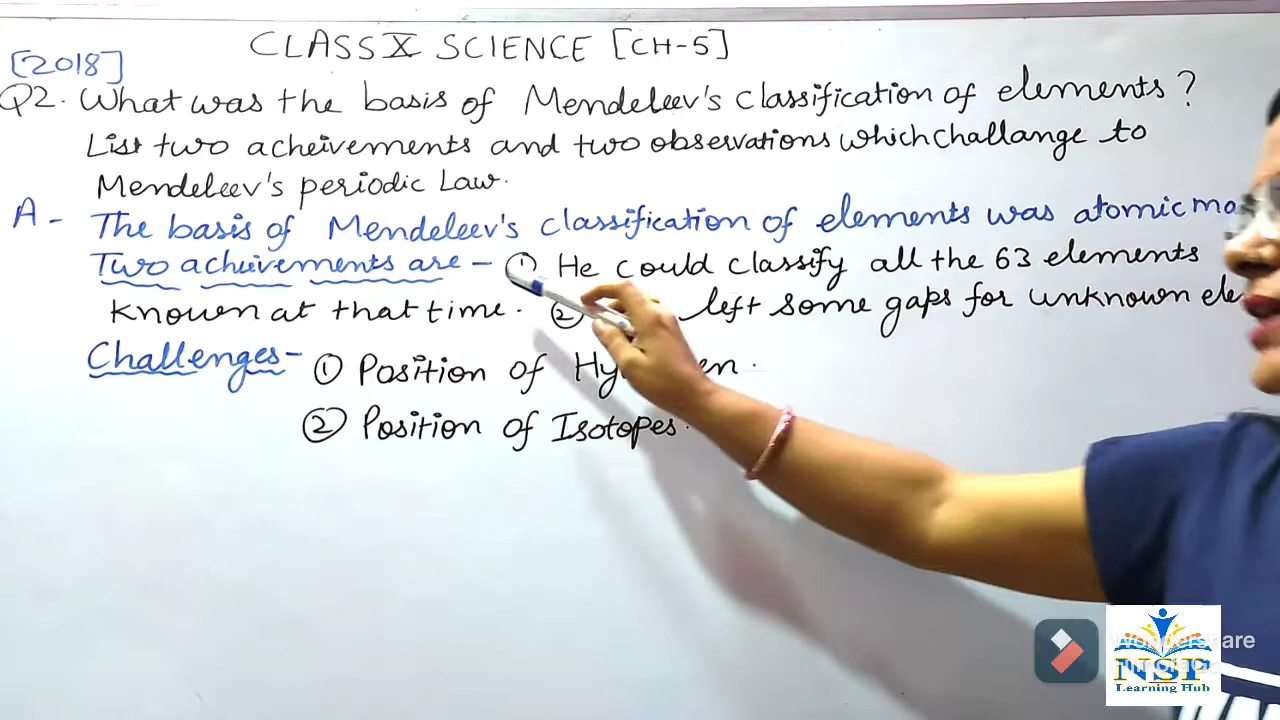 CLASS X SCIENCE [CH-5]
[2018]
Q2. What was the basis of Mendeleev's classification of elements?
List two acheivements and two observations which challange to
Mendeleev's periodic Law.
A - The basis of Mendeleev's classification of elements was atomic
Two acheivements are - ① He could classify all the 63 elements
known at that time. ② left some gaps for unknown
Challenges - ① Position of
② Position of Isotopes.
Wondershare
NSP
Learning Hub